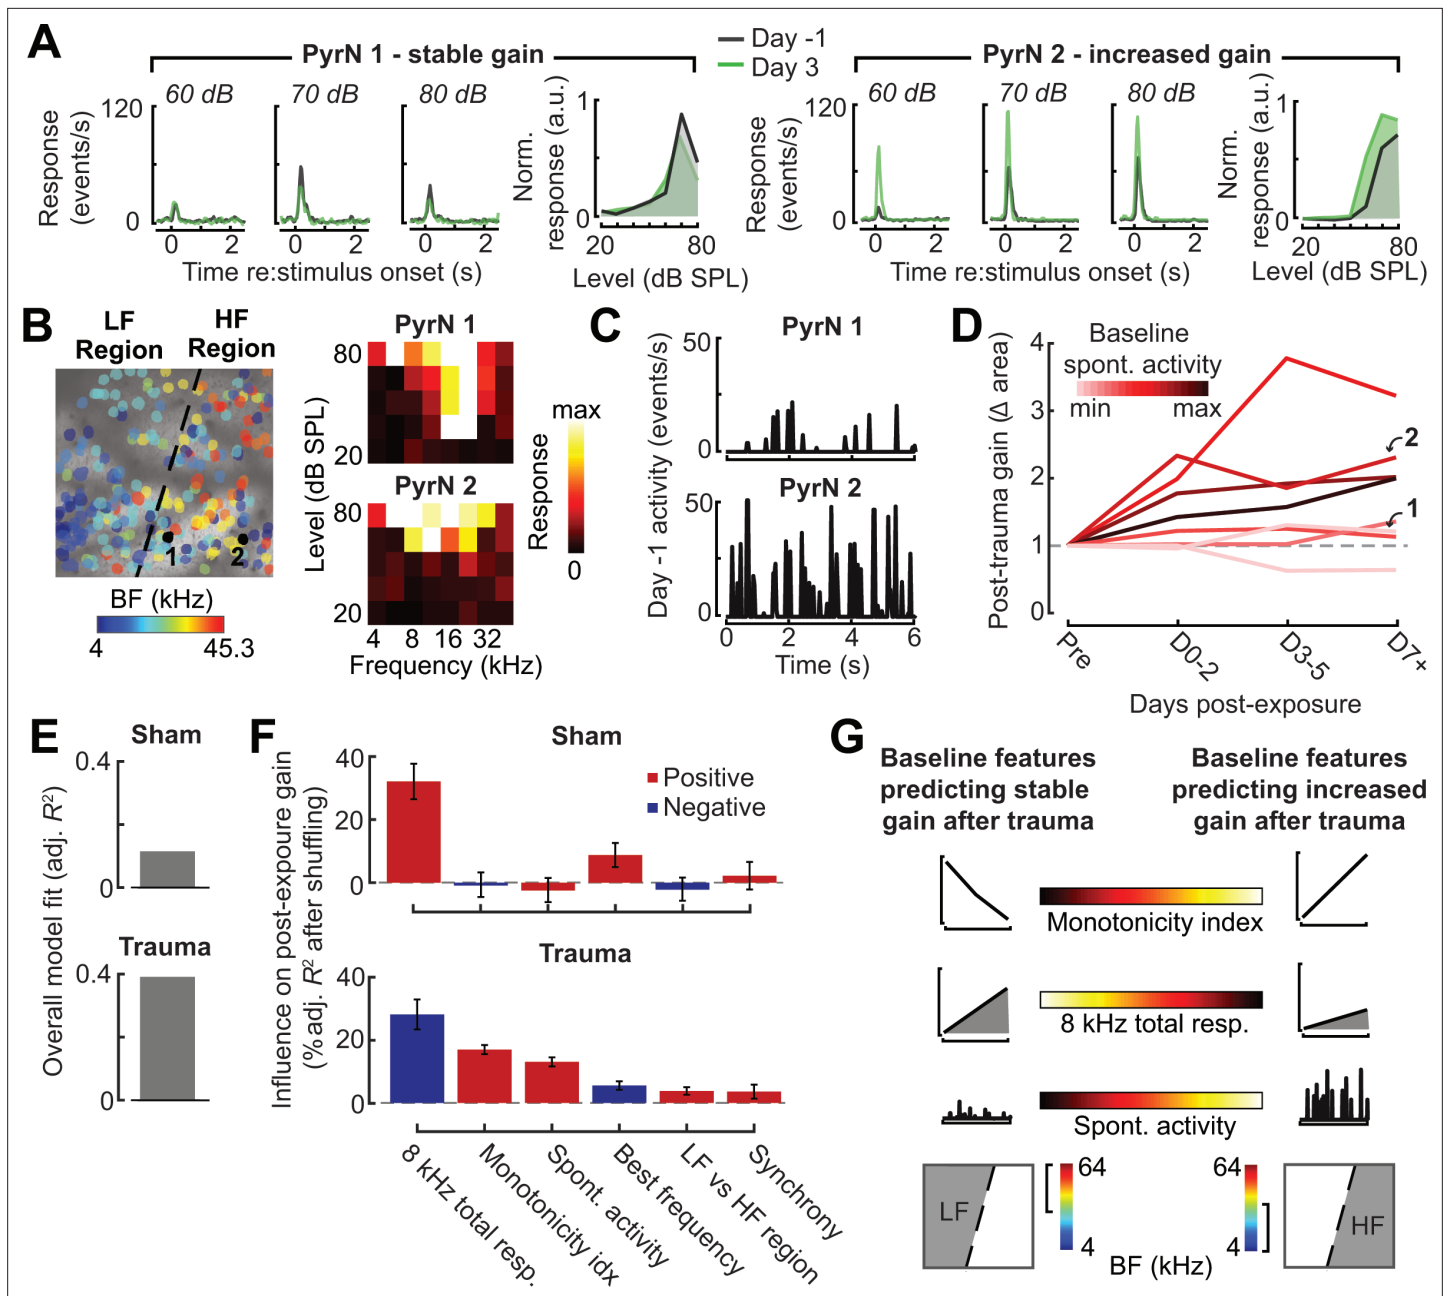 A
PyrN 1 - stable gain
Day -1
Day 3
PyrN 2 - increased gain
60 dB
70 dB
80 dB
Response
(events/s)
120
0
0
2
0
2
0
2
Time re:stimulus onset (s)
Norm.
response (a.u.)
1
0
20
80
Level (dB SPL)
60 dB
70 dB
80 dB
Response
(events/s)
120
0
0
2
0
2
0
2
Time re:stimulus onset (s)
Norm.
response (a.u.)
1
0
20
80
Level (dB SPL)
B
LF
Region
HF
Region
1
2
BF (kHz)
4
45.3
PyrN 1
80
20
PyrN 2
80
20
Level (dB SPL)
4
8
16
32
Frequency (kHz)
max
Response
0
C
PyrN 1
50
0
PyrN 2
50
0
Day -1 activity (events/s)
0
2
4
6
Time (s)
D
Baseline
spont. activity
min
max
Post-trauma gain (Δ area)
4
3
2
1
0
2
1
Pre
D0-2
D3-5
D7+
Days post-exposure
E
Sham
0.4
0
Trauma
0.4
0
Overall model fit (adj. R²)
F
Sham
Positive
Negative
40
20
0
Trauma
40
20
0
Influence on post-expoure gain
(% adj. R² after shuffling)
8 kHz total resp.
Monotonicity idx
Spont. activity
Best frequency
LF vs HF region
Synchrony
G
Baseline features
predicting stable
gain after trauma
Baseline features
predicting increased
gain after trauma
Monotonicity index
8 kHz total resp.
Spont. activity
LF
64
4
64
4
BF (kHz)
HF